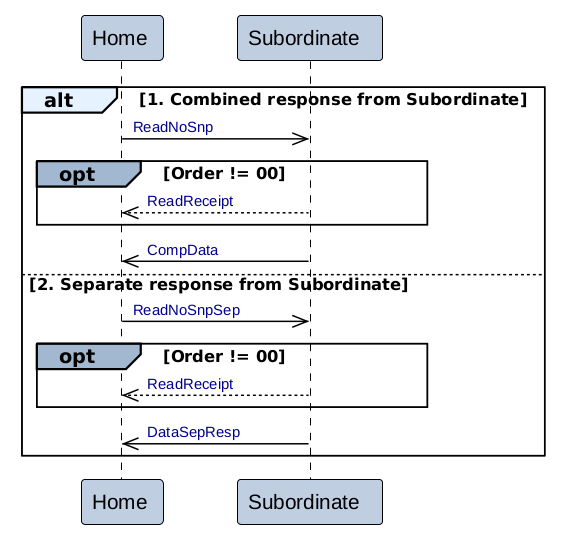 Home Subordinate
alt [1. Combined response from Subordinate]
ReadNoSnp
opt [Order != 00]
ReadReceipt
CompData
[2. Separate response from Subordinate]
ReadNoSnpSep
opt [Order != 00]
ReadReceipt
DataSepResp
Home Subordinate